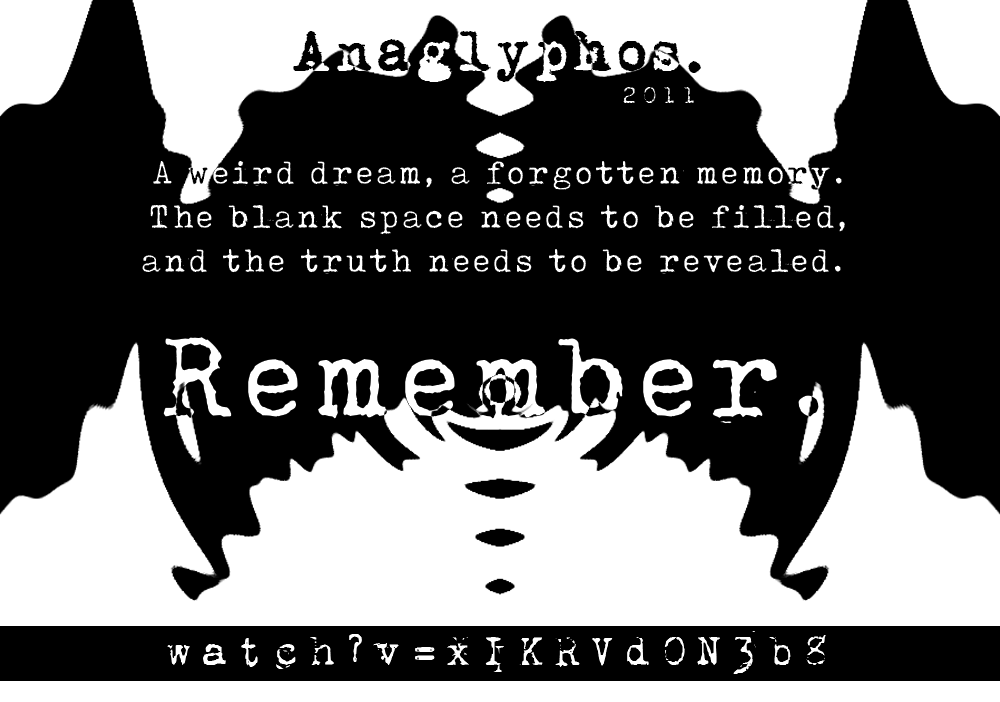 Anaglyphos.
2011
A weird dream, a forgotten memory.
The blank space needs to be filled,
and the truth needs to be revealed.
Remember.
watch?v=xIKRVdON3b8